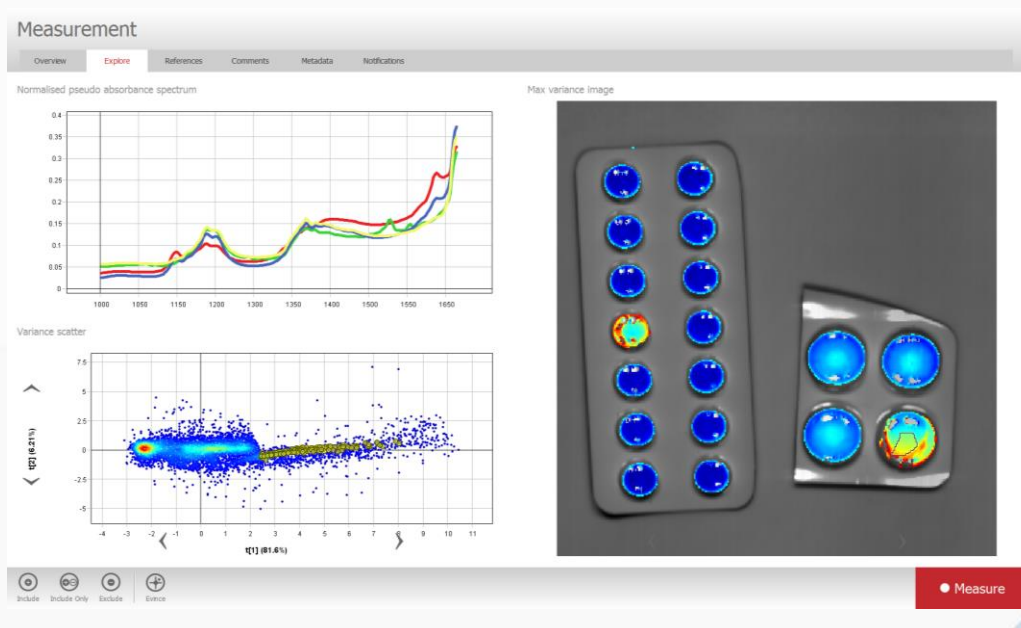 Measurement
Overview Explore References Comments Metadata Notifications
Normalised pseudo absorbance spectrum
Max variance image
0.4
0.35
0.3
0.25
0.2
0.15
0.1
0.05
0
1000 1050 1150 1200 1300 1350 1400 1500 1550 1650
Variance scatter
7.5
5
2.5
0
-2.5
-5
t[2] (6.21%)
-4 -3 -2 -1 0 1 2 3 4 5 6 7 8 9 10 11
t[1] (81.6%)
Include Include Only Exclude Evince
Measure